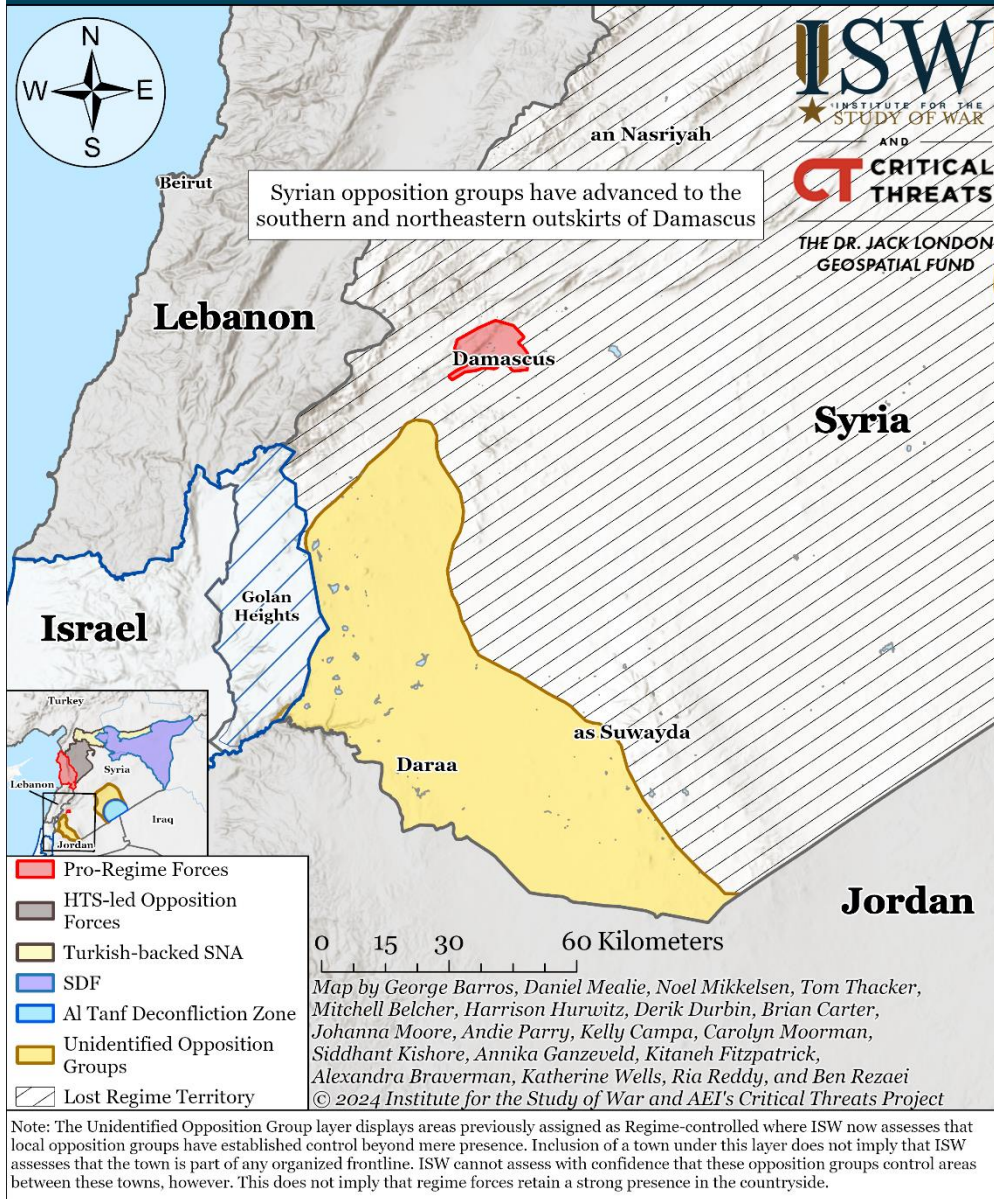 N
W E
S
ISW
INSTITUTE FOR THE
STUDY OF WAR
AND
CT CRITICAL
THREATS
THE DR. JACK LONDON
GEOSPATIAL FUND
an Nasriyah
Beirut
Syrian opposition groups have advanced to the
southern and northeastern outskirts of Damascus
Lebanon
Damascus
Syria
Golan
Heights
Israel
as Suwayda
Daraa
Jordan
Turkey
Syria
Lebanon
Iraq
Jordan
Pro-Regime Forces
HTS-led Opposition
Forces
Turkish-backed SNA
SDF
Al Tanf Deconfliction Zone
Unidentified Opposition
Groups
Lost Regime Territory
0 15 30 60 Kilometers
Map by George Barros, Daniel Mealie, Noel Mikkelsen, Tom Thacker,
Mitchell Belcher, Harrison Hurwitz, Derik Durbin, Brian Carter,
Johanna Moore, Andie Parry, Kelly Campa, Carolyn Moorman,
Siddhant Kishore, Annika Ganzeveld, Kitaneh Fitzpatrick,
Alexandra Braverman, Katherine Wells, Ria Reddy, and Ben Rezaei
© 2024 Institute for the Study of War and AEI's Critical Threats Project
Note: The Unidentified Opposition Group layer displays areas previously assigned as Regime-controlled where ISW now assesses that
local opposition groups have established control beyond mere presence. Inclusion of a town under this layer does not imply that ISW
assesses that the town is part of any organized frontline. ISW cannot assess with confidence that these opposition groups control areas
between these towns, however. This does not imply that regime forces retain a strong presence in the countryside.